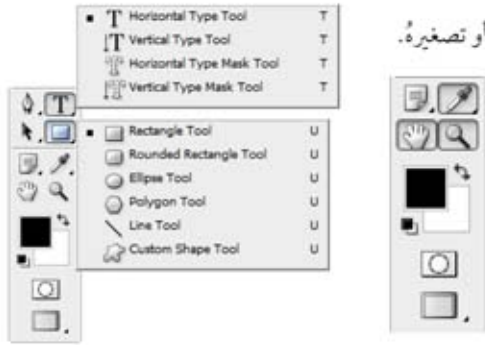 Horizontal Type Tool T
Vertical Type Tool T
Horizontal Type Mask Tool T
Vertical Type Mask Tool T
Rectangle Tool U
Rounded Rectangle Tool U
Ellipse Tool U
Polygon Tool U
Line Tool U
Custom Shape Tool U
او تصغيرهُ.